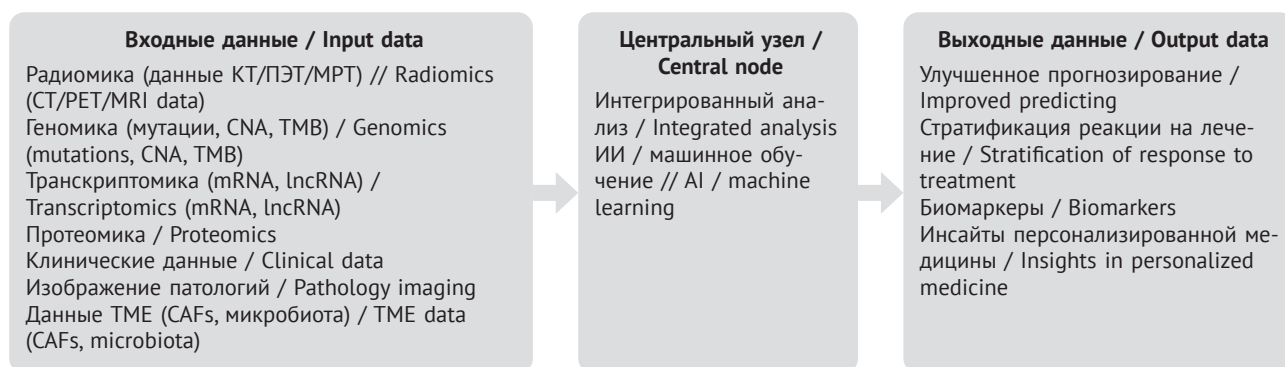 Входные данные / Input data
Радиомика (данные КТ/ПЭТ/МРТ) // Radiomics
(CT/PET/MRI data)
Геномика (мутации, CNA, TMB) / Genomics
(mutations, CNA, TMB)
Транскриптомика (mRNA, lncRNA) /
Transcriptomics (mRNA, lncRNA)
Протеомика / Proteomics
Клинические данные / Clinical data
Изображение патологий / Pathology imaging
Данные TME (CAFs, микробиота) / TME data
(CAFs, microbiota)
Центральный узел /
Central node
Интегрированный ана-
лиз / Integrated analysis
ИИ / машинное обу-
чение // AI / machine
learning
Выходные данные / Output data
Улучшенное прогнозирование /
Improved predicting
Стратификация реакции на лече-
ние / Stratification of response to
treatment
Биомаркеры / Biomarkers
Инсайты персонализированной ме-
дицины / Insights in personalized
medicine